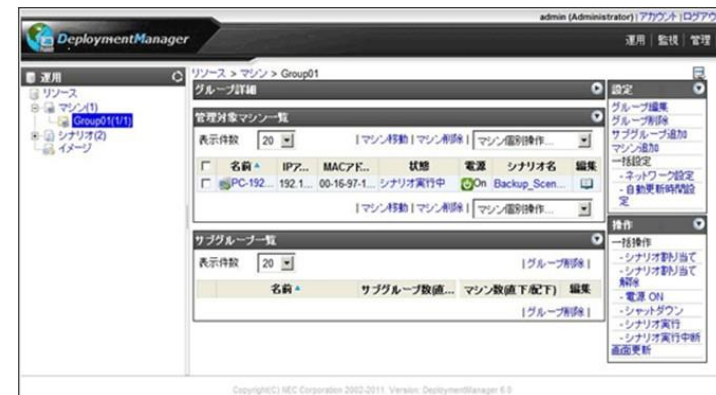 admin (Administrator) | アカウント | ログアウ
DeploymentManager
運用 | 監視 | 管理
運用
リソース
マシン(1)
Group01(1/1)
シナリオ(2)
イメージ
リソース > マシン > Group01
グループ詳細
管理対象マシン一覧
表示件数 20 | マシン移動 | マシン削除 | マシン個別操作...
名前 IPア... MACアド... 状態 電源 シナリオ名 編集
PC-192... 192.1... 00-16-97-1... シナリオ実行中 On Backup_Scen...
| マシン移動 | マシン削除 | マシン個別操作...
サブグループ一覧
表示件数 20 | グループ削除 |
名前 サブグループ数(直... マシン数(直下/配下) 編集
| グループ削除 |
設定
グループ編集
グループ削除
サブグループ追加
マシン追加
一括設定
- ネットワーク設定
- 自動更新時間設
定
操作
一括操作
- シナリオ割り当て
- シナリオ割り当て
解除
- 電源 ON
- シャットダウン
- シナリオ実行
- シナリオ実行中断
画面更新
Copyright(C) NEC Corporation 2002-2011. Version: DeploymentManager 6.0